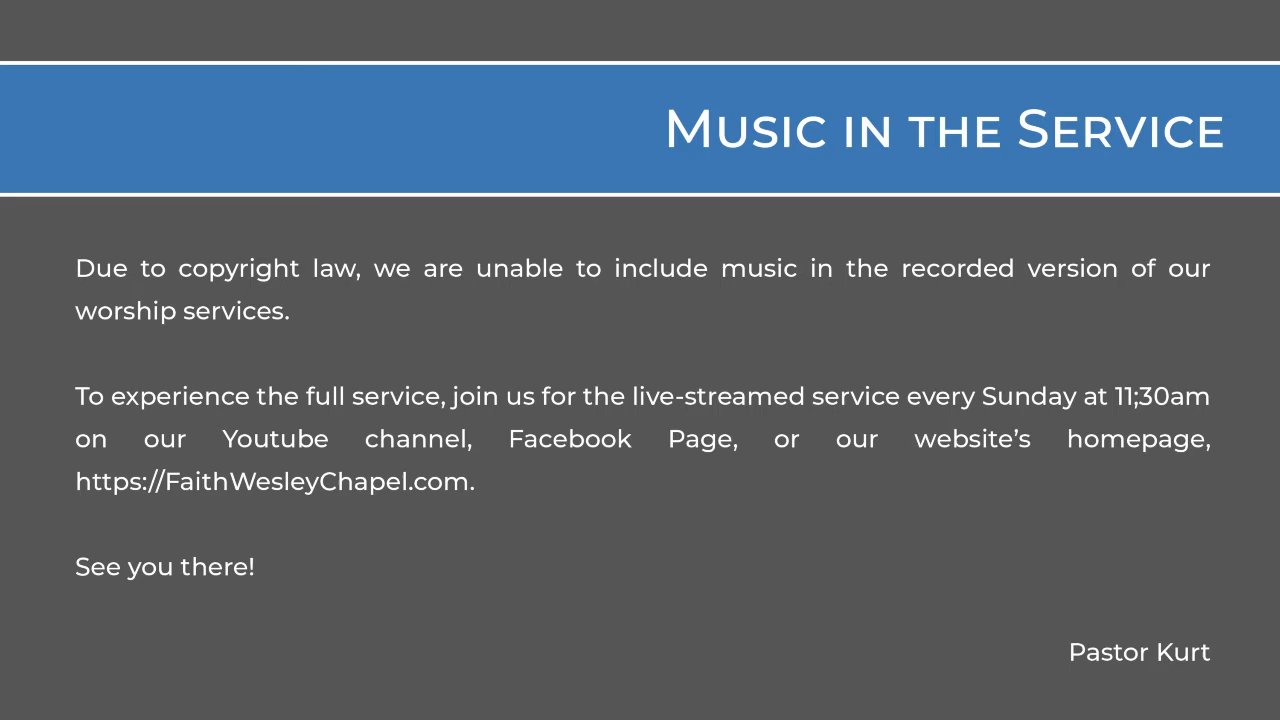 Music in the Service
Due to copyright law, we are unable to include music in the recorded version of our
worship services.
To experience the full service, join us for the live-streamed service every Sunday at 11;30am
on our Youtube channel, Facebook Page, or our website’s homepage,
https://FaithWesleyChapel.com.
See you there!
Pastor Kurt